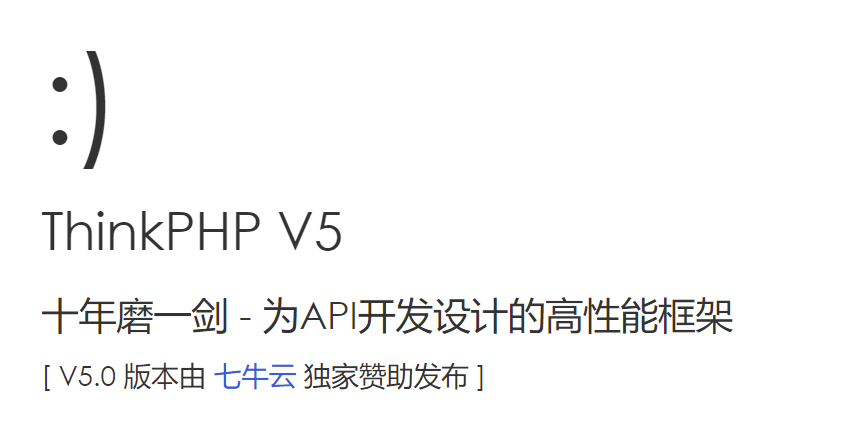 :)
ThinkPHP V5
十年磨一剑 - 为API开发设计的高性能框架
[ V5.0 版本由 七牛云 独家赞助发布 ]